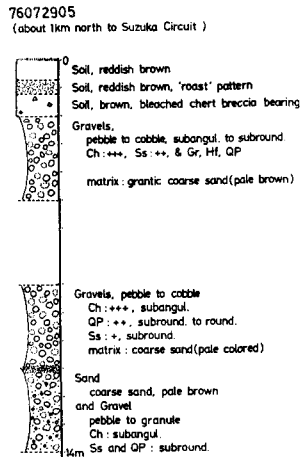 76072905
(about 1km north to Suzuka Circuit )
0
Soil, reddish brown
Soil, reddish brown, 'roast' pattern
Soil, brown, bleached chert breccia bearing
Gravels,
pebble to cobble, subangul. to subround.
Ch : +++, Ss : ++, & Gr, Hf, QP
matrix : grantic coarse sand (pale brown)
Gravels, pebble to cobble
Ch : +++, subangul.
QP : ++, subround. to round.
Ss : +, subround.
matrix : coarse sand (pale colored)
Sand
coarse sand, pale brown
and Gravel
pebble to granule
Ch : subangul.
Ss and QP : subround.
14m